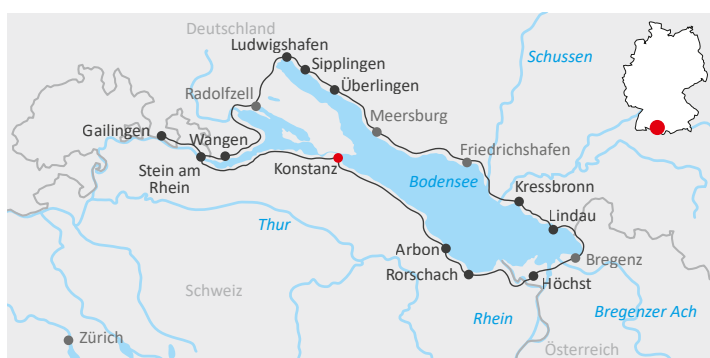 Deutschland
Ludwigshafen
Schussen
Sipplingen
Überlingen
Radolfzell
Meersburg
Gailingen
Wangen
Friedrichshafen
Stein am
Rhein
Konstanz
Bodensee
Kressbronn
Lindau
Thur
Arbon
Bregenz
Rorschach
Höchst
Schweiz
Rhein
Bregenzer Ach
Zürich
Österreich